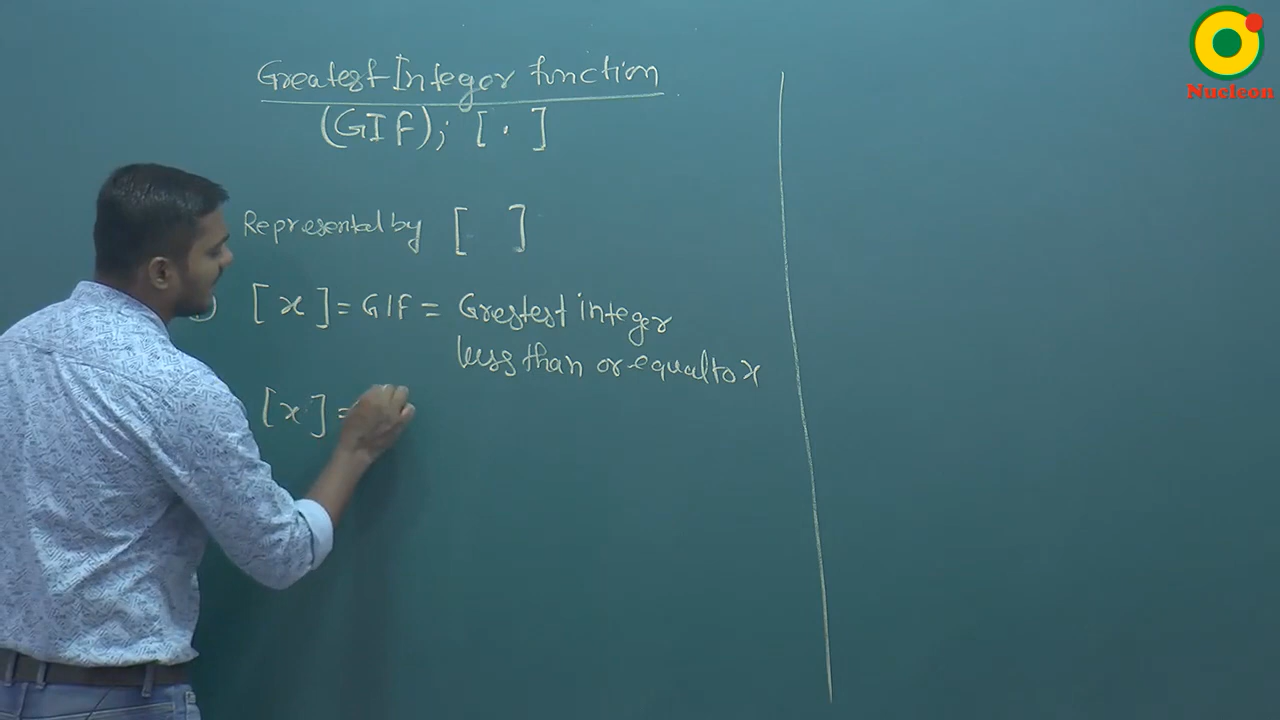 Greatest Integer function
(GIF); [ . ]
Represented by [ ]
[x] = GIF = Grestest integer
less than or equal to x
[x] =
Nucleon